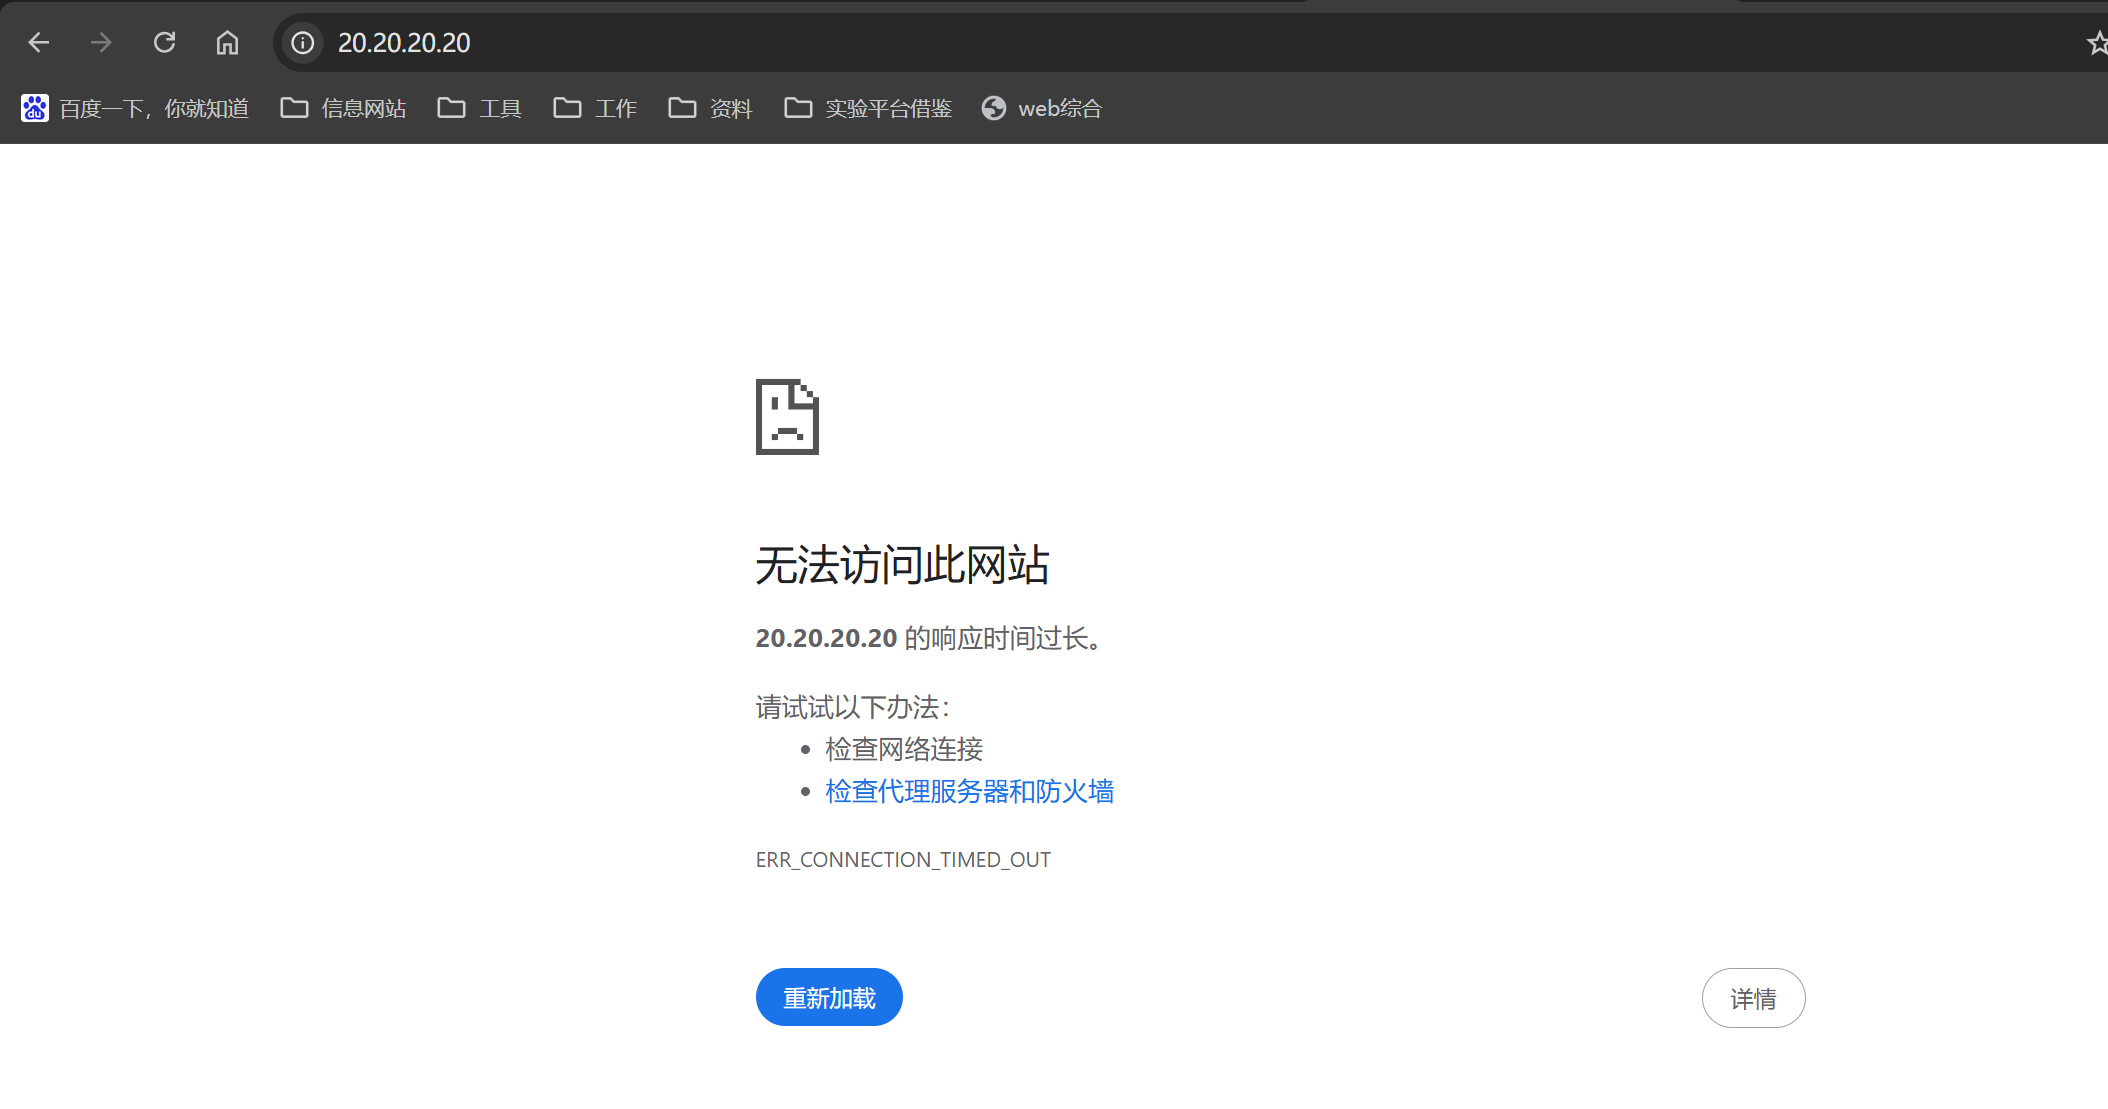 20.20.20.20
百度一下，你就知道 信息网站 工具 工作 资料 实验平台借鉴 web综合
无法访问此网站
20.20.20.20 的响应时间过长。
请试试以下办法：
检查网络连接
检查代理服务器和防火墙
ERR_CONNECTION_TIMED_OUT
重新加载 详情